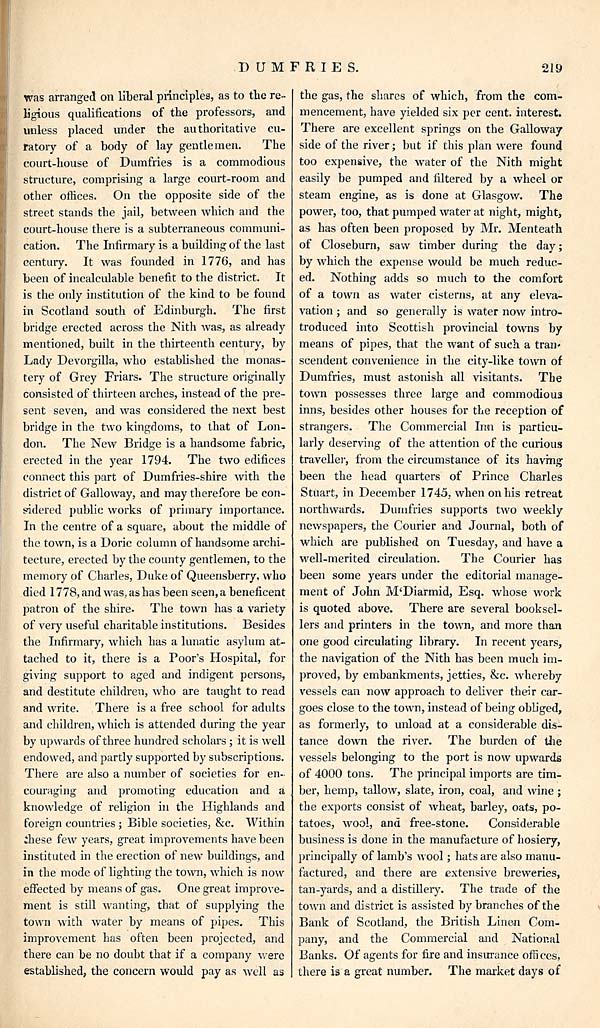 DUMFRIES.
219
was arranged on liberal principles, as to the re-
ligious qualifications of the professors, and
unless placed under the authoritative cu-
ratory of a body of lay gentlemen. The
court-house of Dumfries is a commodious
structure, comprising a large court-room and
other offices. On the opposite side of the
street stands the jail, between which and the
court-house there is a subterraneous communi-
cation. The Infirmary is a building of the last
century. It was founded in 1776, and has
been of incalculable benefit to the district. It
is the only institution of the kind to be found
in Scotland south of Edinburgh. The first
bridge erected across the Nith was, as already
mentioned, built in the thirteenth century, by
Lady Devorgilla, who established the monas-
tery of Grey Friars. The structure originally
consisted of thirteen arches, instead of the pre-
sent seven, and was considered the next best
bridge in the two kingdoms, to that of Lon-
don. The New Bridge is a handsome fabric,
erected in the year 1794. The two edifices
connect this part of Dumfries-shire with the
district of Galloway, and may therefore be con-
sidered public works of primary importance.
In the centre of a square, about the middle of
the town, is a Doric column of handsome archi-
tecture, erected by the county gentlemen, to the
memory of Charles, Duke of Queensberry, who
died 1778, and was, as has been seen, a beneficent
patron of the shire. The town has a variety
of very useful charitable institutions. Besides
the Infirmary, which has a lunatic asylum at-
tached to it, there is a Poor's Hospital, for
giving support to aged and indigent persons,
and destitute children, who are taught to read
and write. There is a free school for adults
and children, which is attended during the year
by upwards of three hundred scholars; it is well
endowed, and partly supported by subscriptions.
There are also a number of societies for en-
couraging and promoting education and a
knowledge of religion in the Highlands and
foreign countries; Bible societies, &c. Within
these few years, great improvements have been
instituted in the erection of new buildings, and
in the mode of lighting the town, which is now
effected by means of gas. One great improve-
ment is still wanting, that of supplying the
town with water by means of pipes. This
improvement has often been projected, and
there can be no doubt that if a company were
established, the concern would pay as well as
the gas, the shares of which, from the com-
mencement, have yielded six per cent. interest.
There are excellent springs on the Galloway
side of the river; but if this plan were found
too expensive, the water of the Nith might
easily be pumped and filtered by a wheel or
steam engine, as is done at Glasgow. The
power, too, that pumped water at night, might,
as has often been proposed by Mr. Menteath
of Closeburn, saw timber during the day;
by which the expense would be much reduc-
ed. Nothing adds so much to the comfort
of a town as water cisterns, at any eleva-
vation; and so generally is water now intro-
troduced into Scottish provincial towns by
means of pipes, that the want of such a tran-
scendent convenience in the city-like town of
Dumfries, must astonish all visitants. The
town possesses three large and commodious
inns, besides other houses for the reception of
strangers. The Commercial Inn is particu-
larly deserving of the attention of the curious
traveller, from the circumstance of its having
been the head quarters of Prince Charles
Stuart, in December 1745, when on his retreat
northwards. Dumfries supports two weekly
newspapers, the Courier and Journal, both of
which are published on Tuesday, and have a
well-merited circulation. The Courier has
been some years under the editorial manage-
ment of John M'Diarmid, Esq. whose work
is quoted above. There are several booksel-
lers and printers in the town, and more than
one good circulating library. In recent years,
the navigation of the Nith has been much im-
proved, by embankments, jetties, &c. whereby
vessels can now approach to deliver their car-
goes close to the town, instead of being obliged,
as formerly, to unload at a considerable dis-
tance down the river. The burden of the
vessels belonging to the port is now upwards
of 4000 tons. The principal imports are tim-
ber, hemp, tallow, slate, iron, coal, and wine;
the exports consist of wheat, barley, oats, po-
tatoes, wool, and free-stone. Considerable
business is done in the manufacture of hosiery,
principally of lamb's wool; hats are also manu-
factured, and there are extensive breweries,
tan-yards, and a distillery. The trade of the
town and district is assisted by branches of the
Bank of Scotland, the British Linen Com-
pany, and the Commercial and National
Banks. Of agents for fire and insurance offices,
there is a great number. The market days of